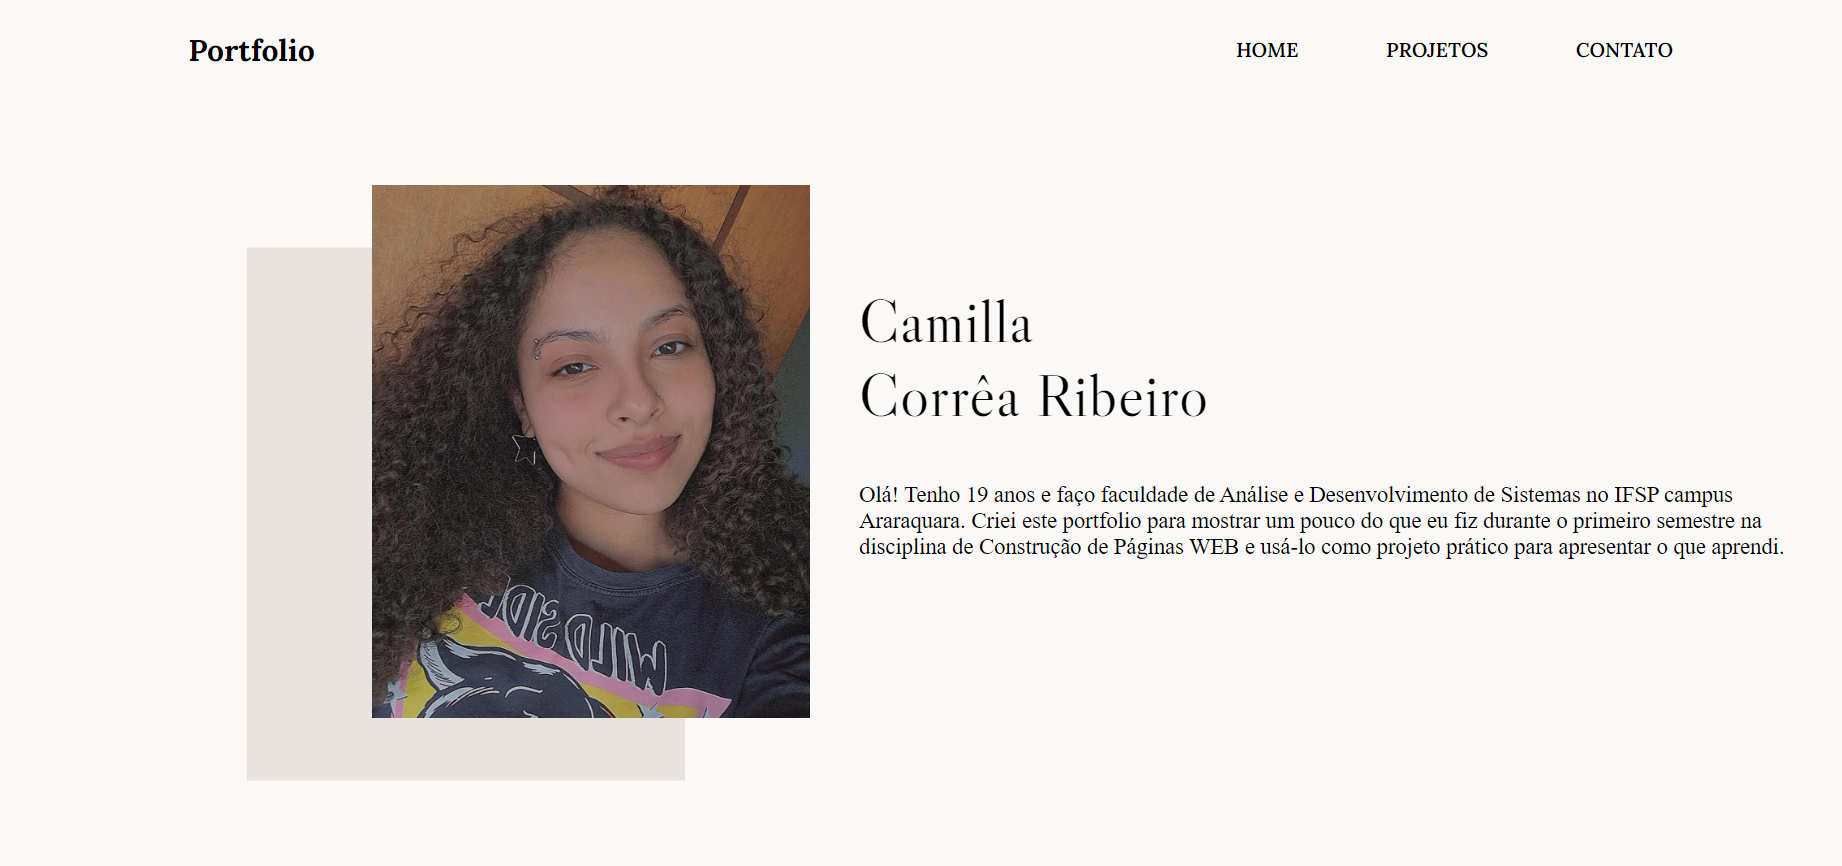 Portfolio
HOME
PROJETOS
CONTATO
Camilla
Corrêa Ribeiro
Olá! Tenho 19 anos e faço faculdade de Análise e Desenvolvimento de Sistemas no IFSP campus
Araraquara. Criei este portfolio para mostrar um pouco do que eu fiz durante o primeiro semestre na
disciplina de Construção de Páginas WEB e usá-lo como projeto prático para apresentar o que aprendi.
WILD SIDE